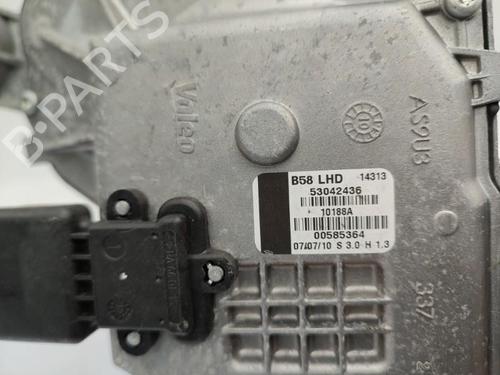 Valeo
AS9U3
B58 LHD 14313
53042436
10188A
00585364
07/07/10 S 3.0 H 1.3
337
B-PARTS